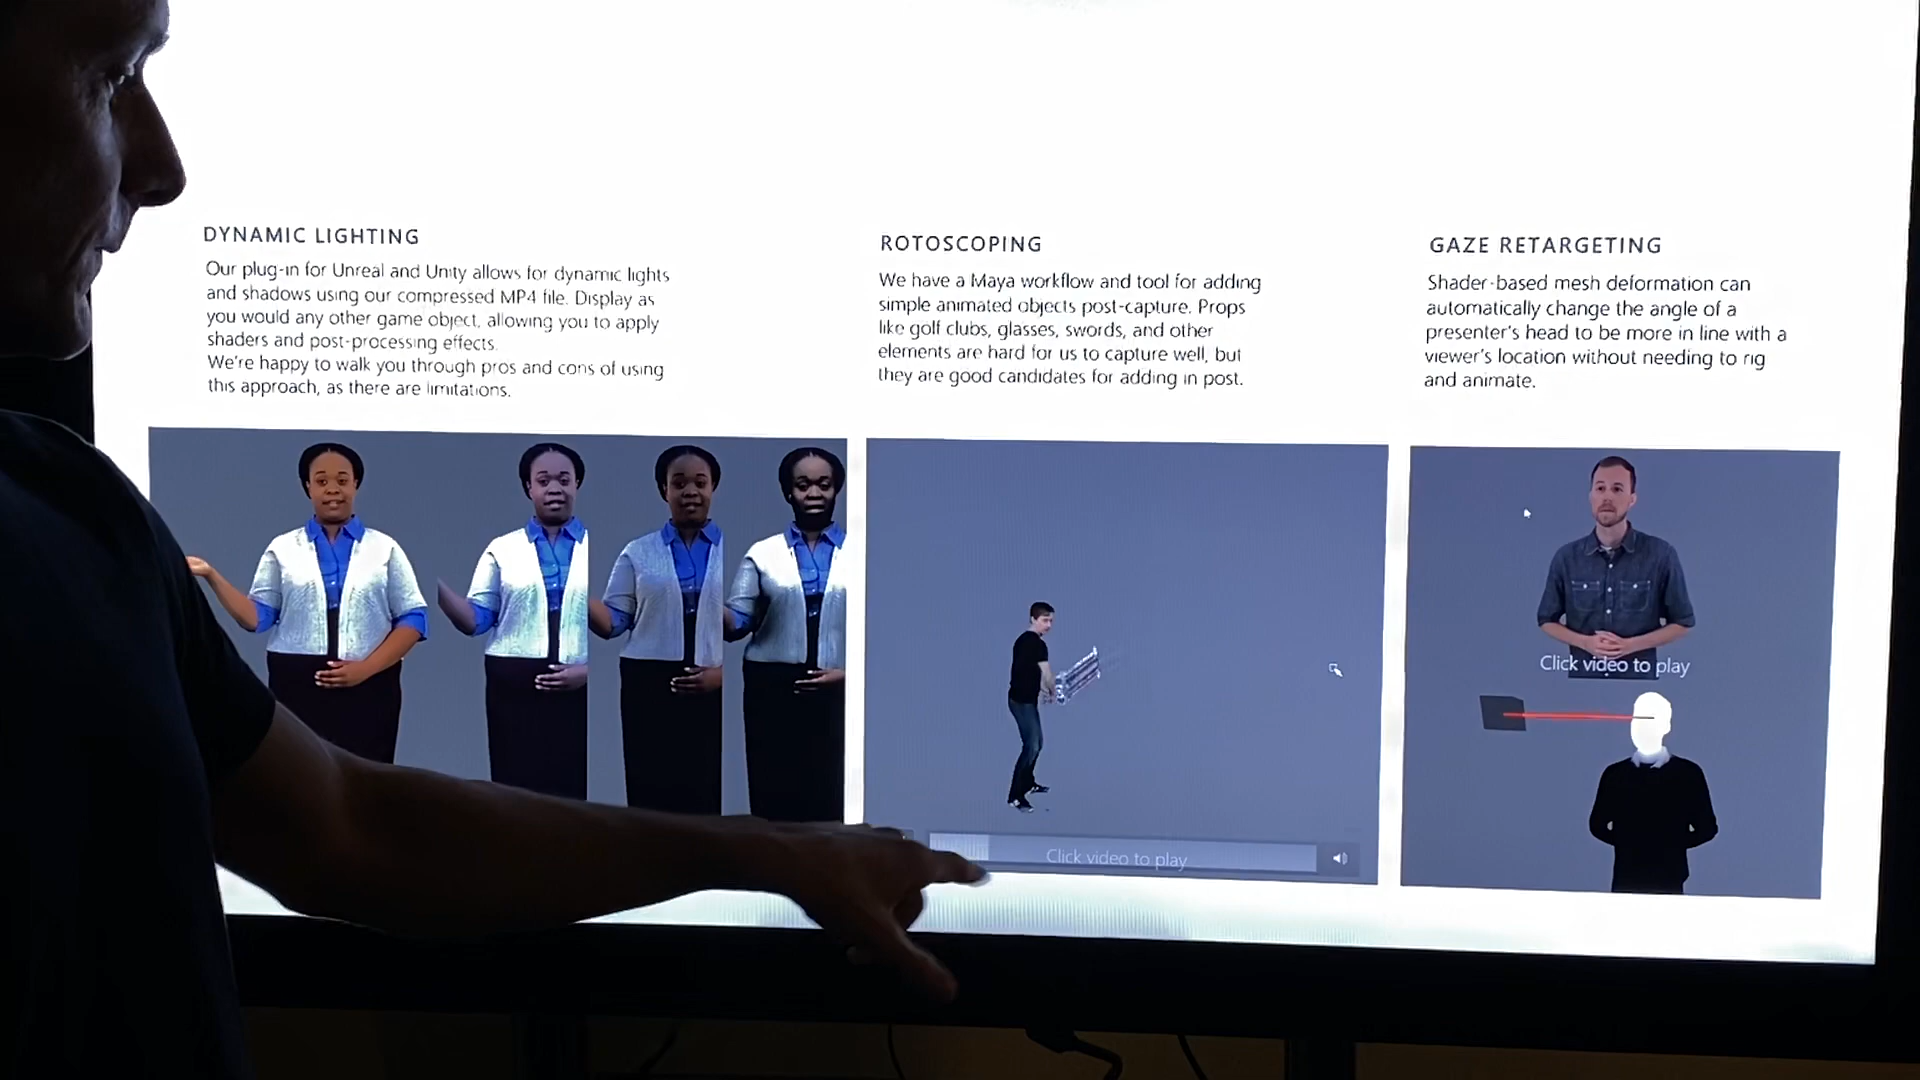 DYNAMIC LIGHTING
Our plug-in for Unreal and Unity allows for dynamic lights
and shadows using our compressed MP4 file. Display as
you would any other game object, allowing you to apply
shaders and post-processing effects.
We're happy to walk you through pros and cons of using
this approach, as there are limitations.
ROTOSCOPING
We have a Maya workflow and tool for adding
simple animated objects post-capture. Props
like golf clubs, glasses, swords, and other
elements are hard for us to capture well, but
they are good candidates for adding in post.
GAZE RETARGETING
Shader-based mesh deformation can
automatically change the angle of a
presenter's head to be more in line with a
viewer's location without needing to rig
and animate.
Click video to play
Click video to play